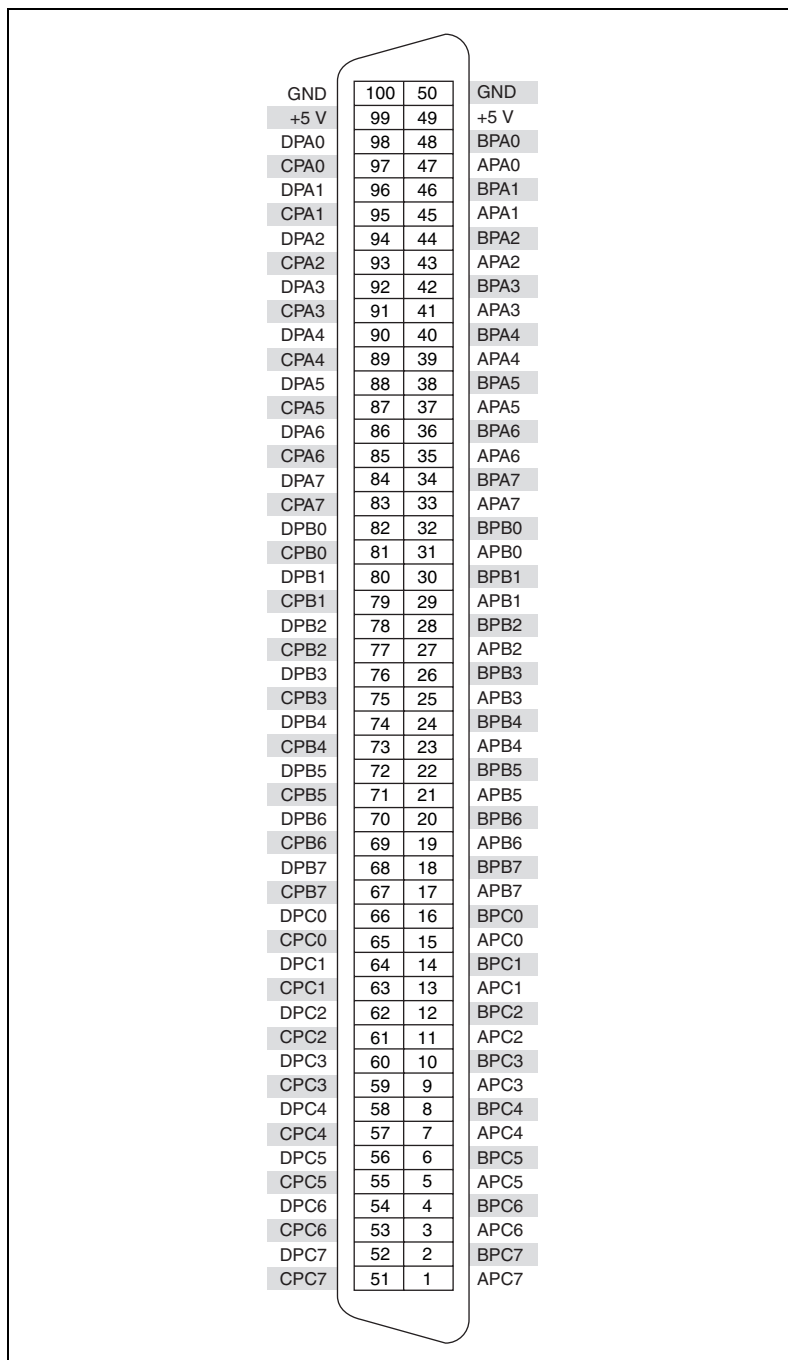 GND 100 50 GND
+5 V 99 49 +5 V
DPA0 98 48 BPA0
CPA0 97 47 APA0
DPA1 96 46 BPA1
CPA1 95 45 APA1
DPA2 94 44 BPA2
CPA2 93 43 APA2
DPA3 92 42 BPA3
CPA3 91 41 APA3
DPA4 90 40 BPA4
CPA4 89 39 APA4
DPA5 88 38 BPA5
CPA5 87 37 APA5
DPA6 86 36 BPA6
CPA6 85 35 APA6
DPA7 84 34 BPA7
CPA7 83 33 APA7
DPB0 82 32 BPB0
CPB0 81 31 APB0
DPB1 80 30 BPB1
CPB1 79 29 APB1
DPB2 78 28 BPB2
CPB2 77 27 APB2
DPB3 76 26 BPB3
CPB3 75 25 APB3
DPB4 74 24 BPB4
CPB4 73 23 APB4
DPB5 72 22 BPB5
CPB5 71 21 APB5
DPB6 70 20 BPB6
CPB6 69 19 APB6
DPB7 68 18 BPB7
CPB7 67 17 APB7
DPC0 66 16 BPC0
CPC0 65 15 APC0
DPC1 64 14 BPC1
CPC1 63 13 APC1
DPC2 62 12 BPC2
CPC2 61 11 APC2
DPC3 60 10 BPC3
CPC3 59 9 APC3
DPC4 58 8 BPC4
CPC4 57 7 APC4
DPC5 56 6 BPC5
CPC5 55 5 APC5
DPC6 54 4 BPC6
CPC6 53 3 APC6
DPC7 52 2 BPC7
CPC7 51 1 APC7